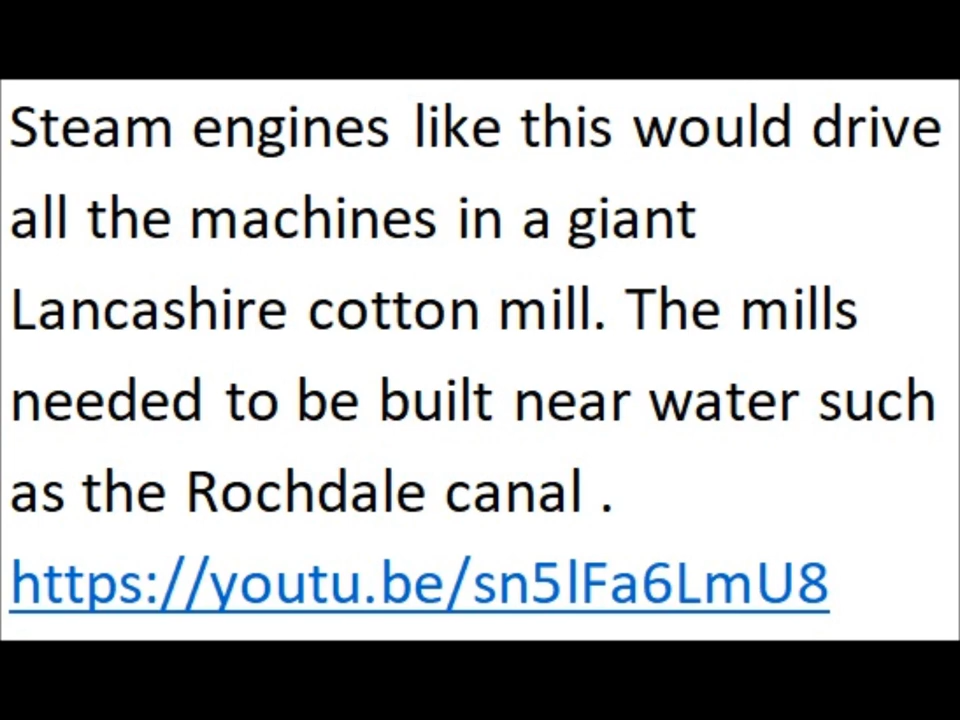 Steam engines like this would drive
all the machines in a giant
Lancashire cotton mill. The mills
needed to be built near water such
as the Rochdale canal .
https://youtu.be/sn5lFa6LmU8